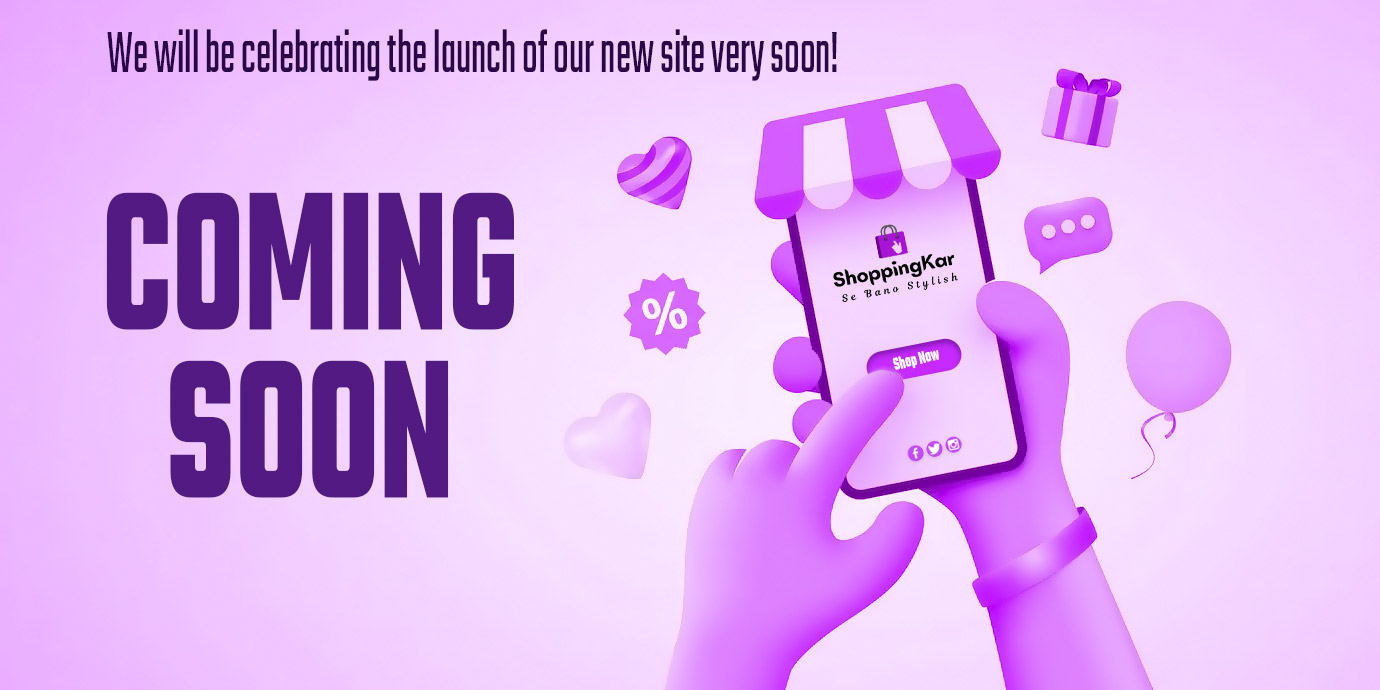 We will be celebrating the launch of our new site very soon!
COMING
SOON
%
ShoppingKar
Se Bano Stylish
Shop Now